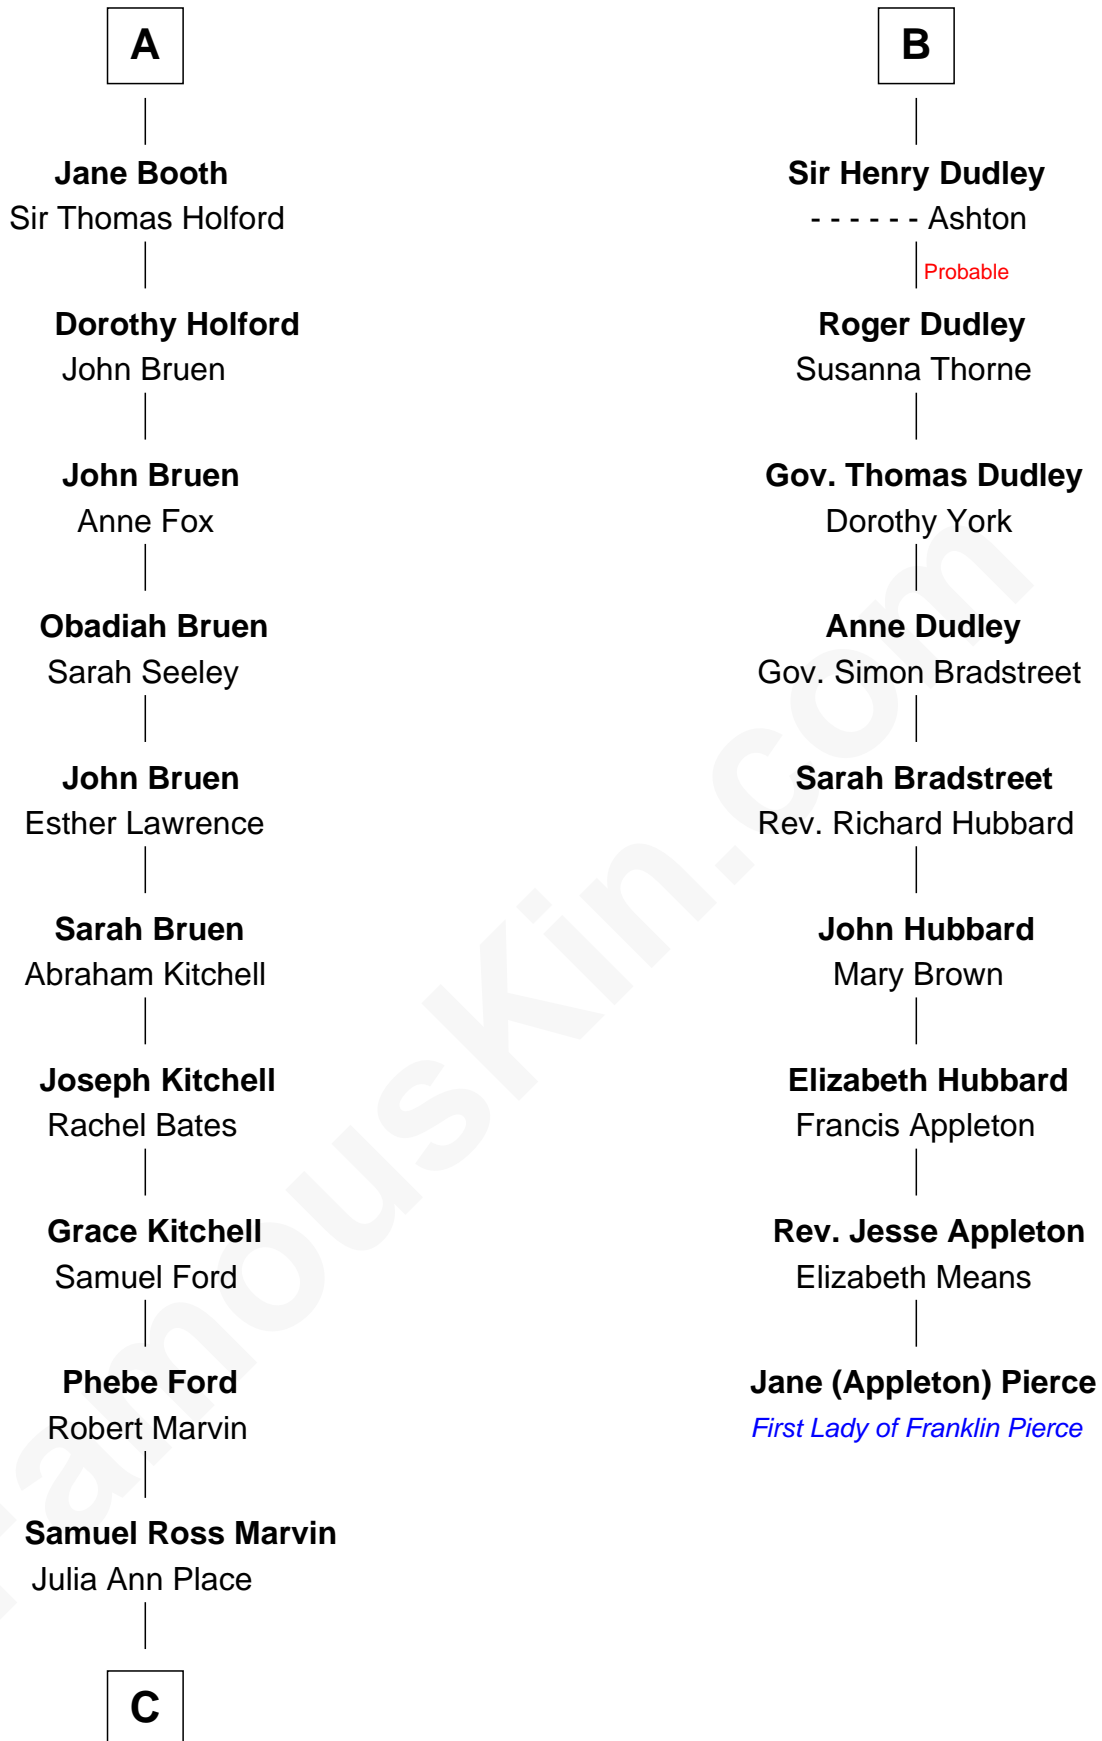 A
Jane Booth
Sir Thomas Holford
Dorothy Holford
John Bruen
John Bruen
Anne Fox
Obadiah Bruen
Sarah Seeley
John Bruen
Esther Lawrence
Sarah Bruen
Abraham Kitchell
Joseph Kitchell
Rachel Bates
Grace Kitchell
Samuel Ford
Phebe Ford
Robert Marvin
Samuel Ross Marvin
Julia Ann Place
C
B
Sir Henry Dudley
- - - - - - Ashton
Probable
Roger Dudley
Susanna Thorne
Gov. Thomas Dudley
Dorothy York
Anne Dudley
Gov. Simon Bradstreet
Sarah Bradstreet
Rev. Richard Hubbard
John Hubbard
Mary Brown
Elizabeth Hubbard
Francis Appleton
Rev. Jesse Appleton
Elizabeth Means
Jane (Appleton) Pierce
First Lady of Franklin Pierce
FamousKin.com